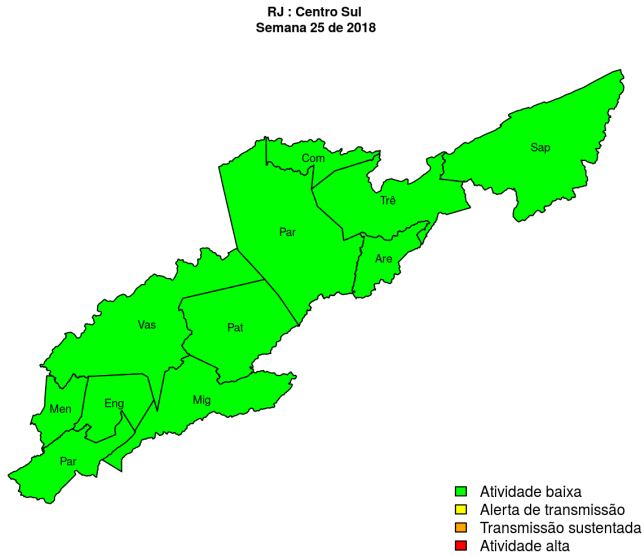 RJ : Centro Sul
Semana 25 de 2018
Sap
Com
Trê
Par
Are
Vas
Pat
Men
Eng
Mig
Par
Atividade baixa
Alerta de transmissão
Transmissão sustentada
Atividade alta